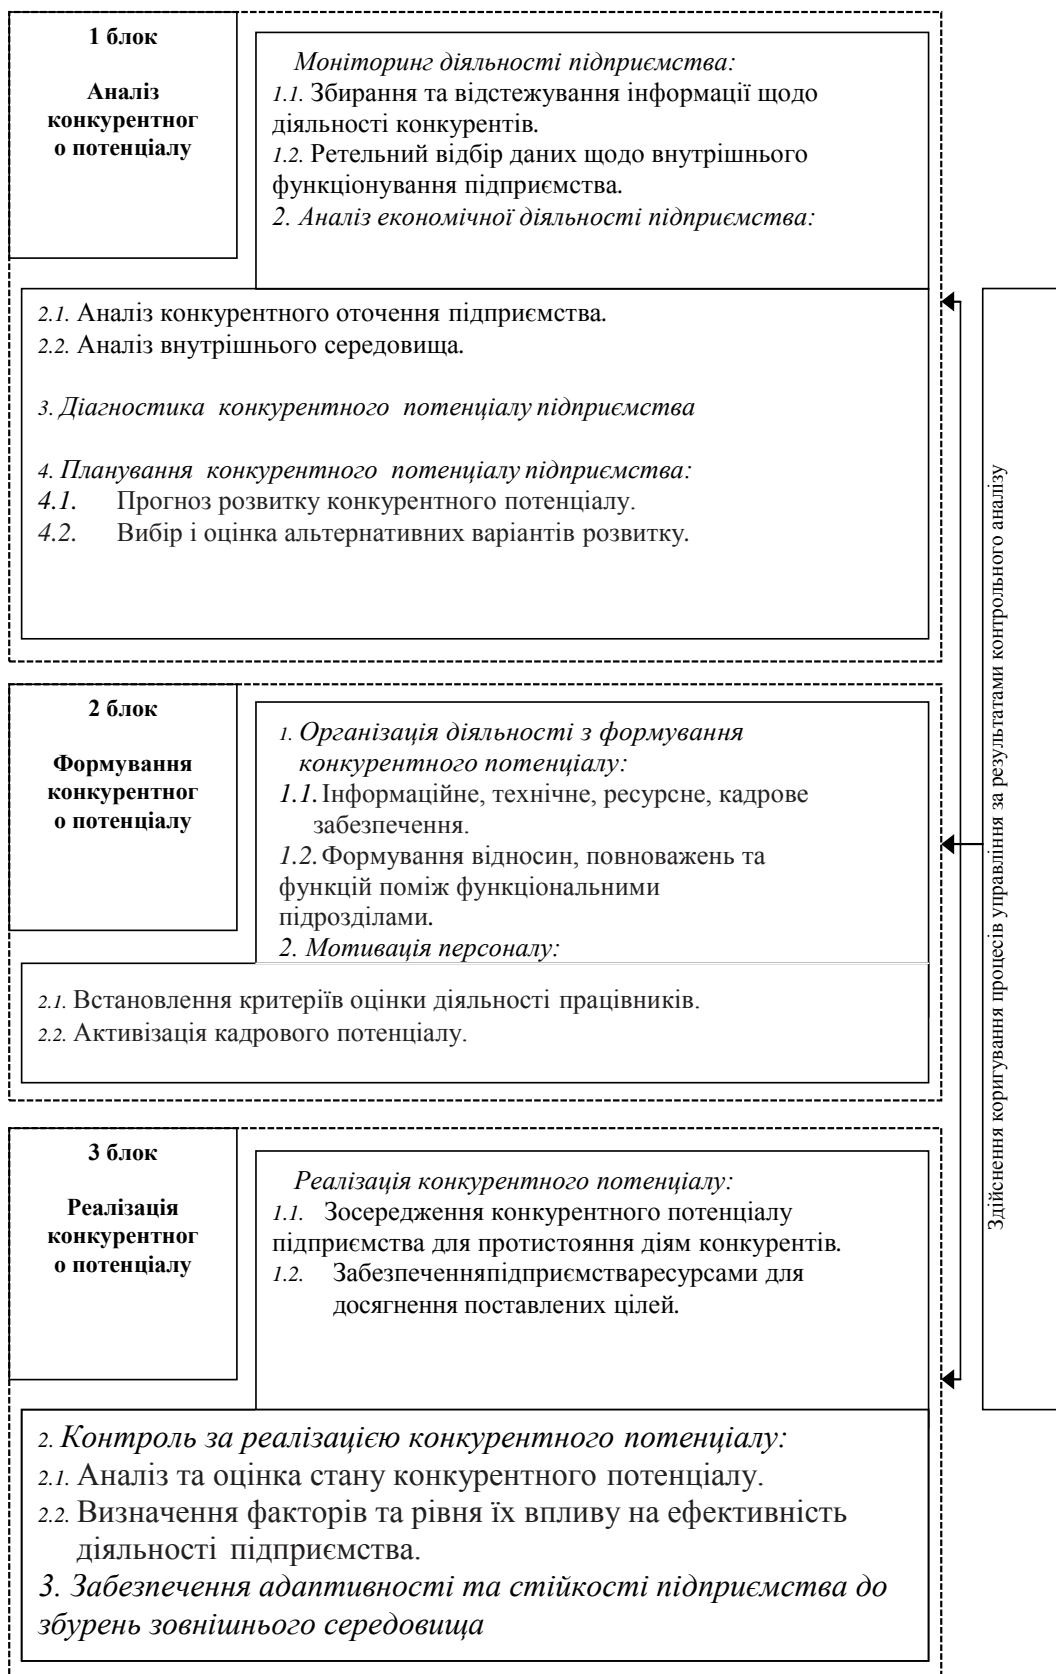 1 блок
Аналіз
конкурентног
о потенціалу
Моніторинг діяльності підприємства:
1.1. Збирання та відстежування інформації щодо
діяльності конкурентів.
1.2. Ретельний відбір даних щодо внутрішнього
функціонування підприємства.
2. Аналіз економічної діяльності підприємства:
2.1. Аналіз конкурентного оточення підприємства.
2.2. Аналіз внутрішнього середовища.
3. Діагностика конкурентного потенціалу підприємства
4. Планування конкурентного потенціалу підприємства:
4.1. Прогноз розвитку конкурентного потенціалу.
4.2. Вибір і оцінка альтернативних варіантів розвитку.
2 блок
Формування
конкурентног
о потенціалу
1. Організація діяльності з формування
конкурентного потенціалу:
1.1. Інформаційне, технічне, ресурсне, кадрове
забезпечення.
1.2. Формування відносин, повноважень та
функцій поміж функціональними
підрозділами.
2. Мотивація персоналу:
2.1. Встановлення критеріїв оцінки діяльності працівників.
2.2. Активізація кадрового потенціалу.
3 блок
Реалізація
конкурентног
о потенціалу
Реалізація конкурентного потенціалу:
1.1. Зосередження конкурентного потенціалу
підприємства для протистояння діям конкурентів.
1.2. Забезпеченняпідприємстваресурсами для
досягнення поставлених цілей.
2. Контроль за реалізацією конкурентного потенціалу:
2.1. Аналіз та оцінка стану конкурентного потенціалу.
2.2. Визначення факторів та рівня їх впливу на ефективність
діяльності підприємства.
3. Забезпечення адаптивності та стійкості підприємства до
збурень зовнішнього середовища
Здійснення коригування процесів управління за результатами контрольного аналізу